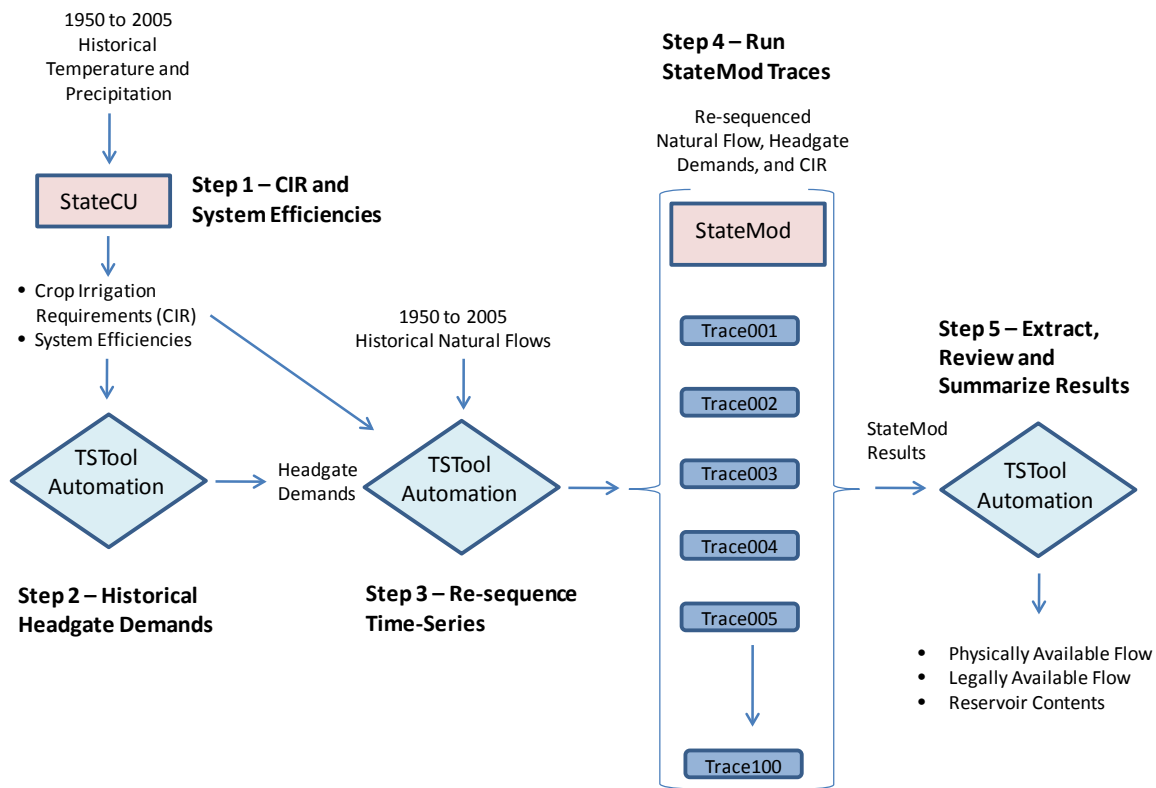 1950 to 2005
Historical
Temperature and
Precipitation
StateCU
Step 1 – CIR and
System Efficiencies
• Crop Irrigation
Requirements (CIR)
• System Efficiencies
TSTool
Automation
Step 2 – Historical
Headgate Demands
Headgate
Demands
1950 to 2005
Historical Natural Flows
TSTool
Automation
Step 3 – Re-sequence
Time-Series
Step 4 – Run
StateMod Traces
Re-sequenced
Natural Flow, Headgate
Demands, and CIR
StateMod
Trace001
Trace002
Trace003
Trace004
Trace005
Trace100
StateMod
Results
Step 5 – Extract,
Review and
Summarize Results
TSTool
Automation
• Physically Available Flow
• Legally Available Flow
• Reservoir Contents